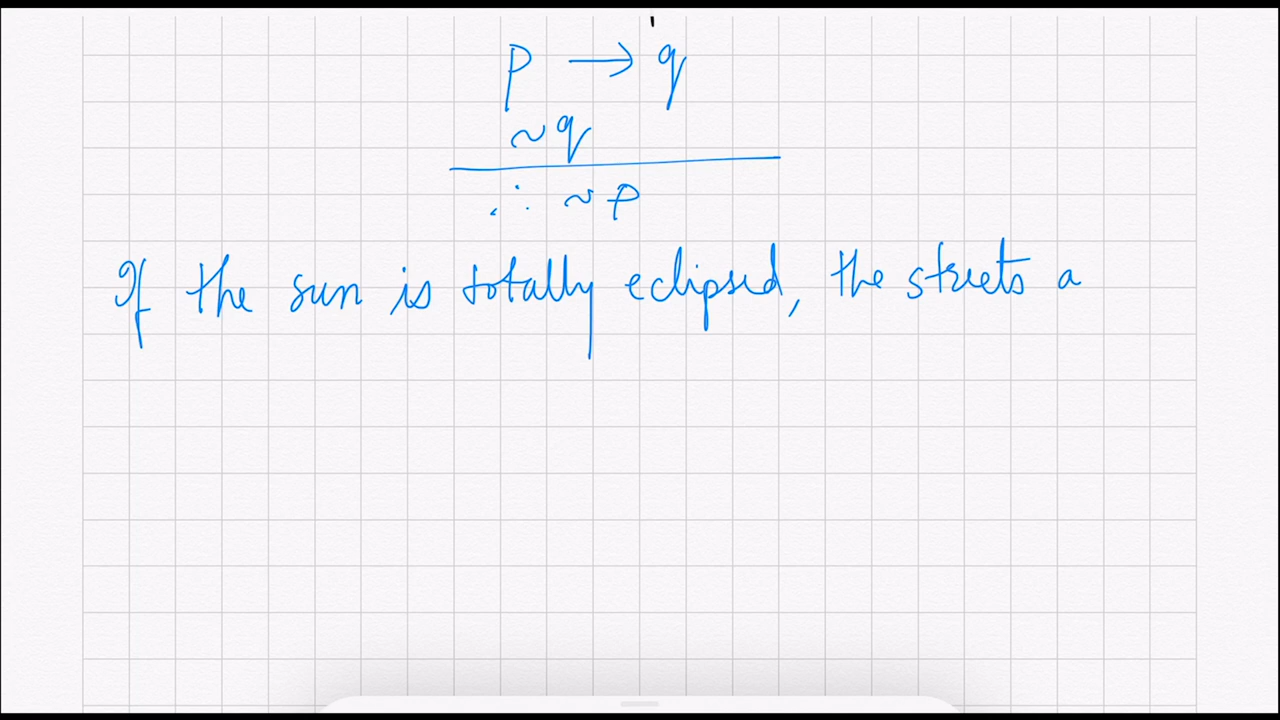 p → q
~q
∴ ~p
If the sun is totally eclipsed, the streets a